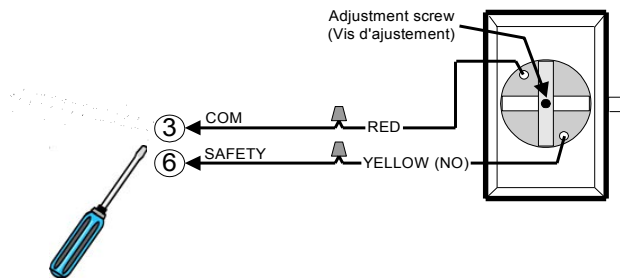 Adjustment screw
(Vis d'ajustement)
3 COM RED
6 SAFETY YELLOW (NO)